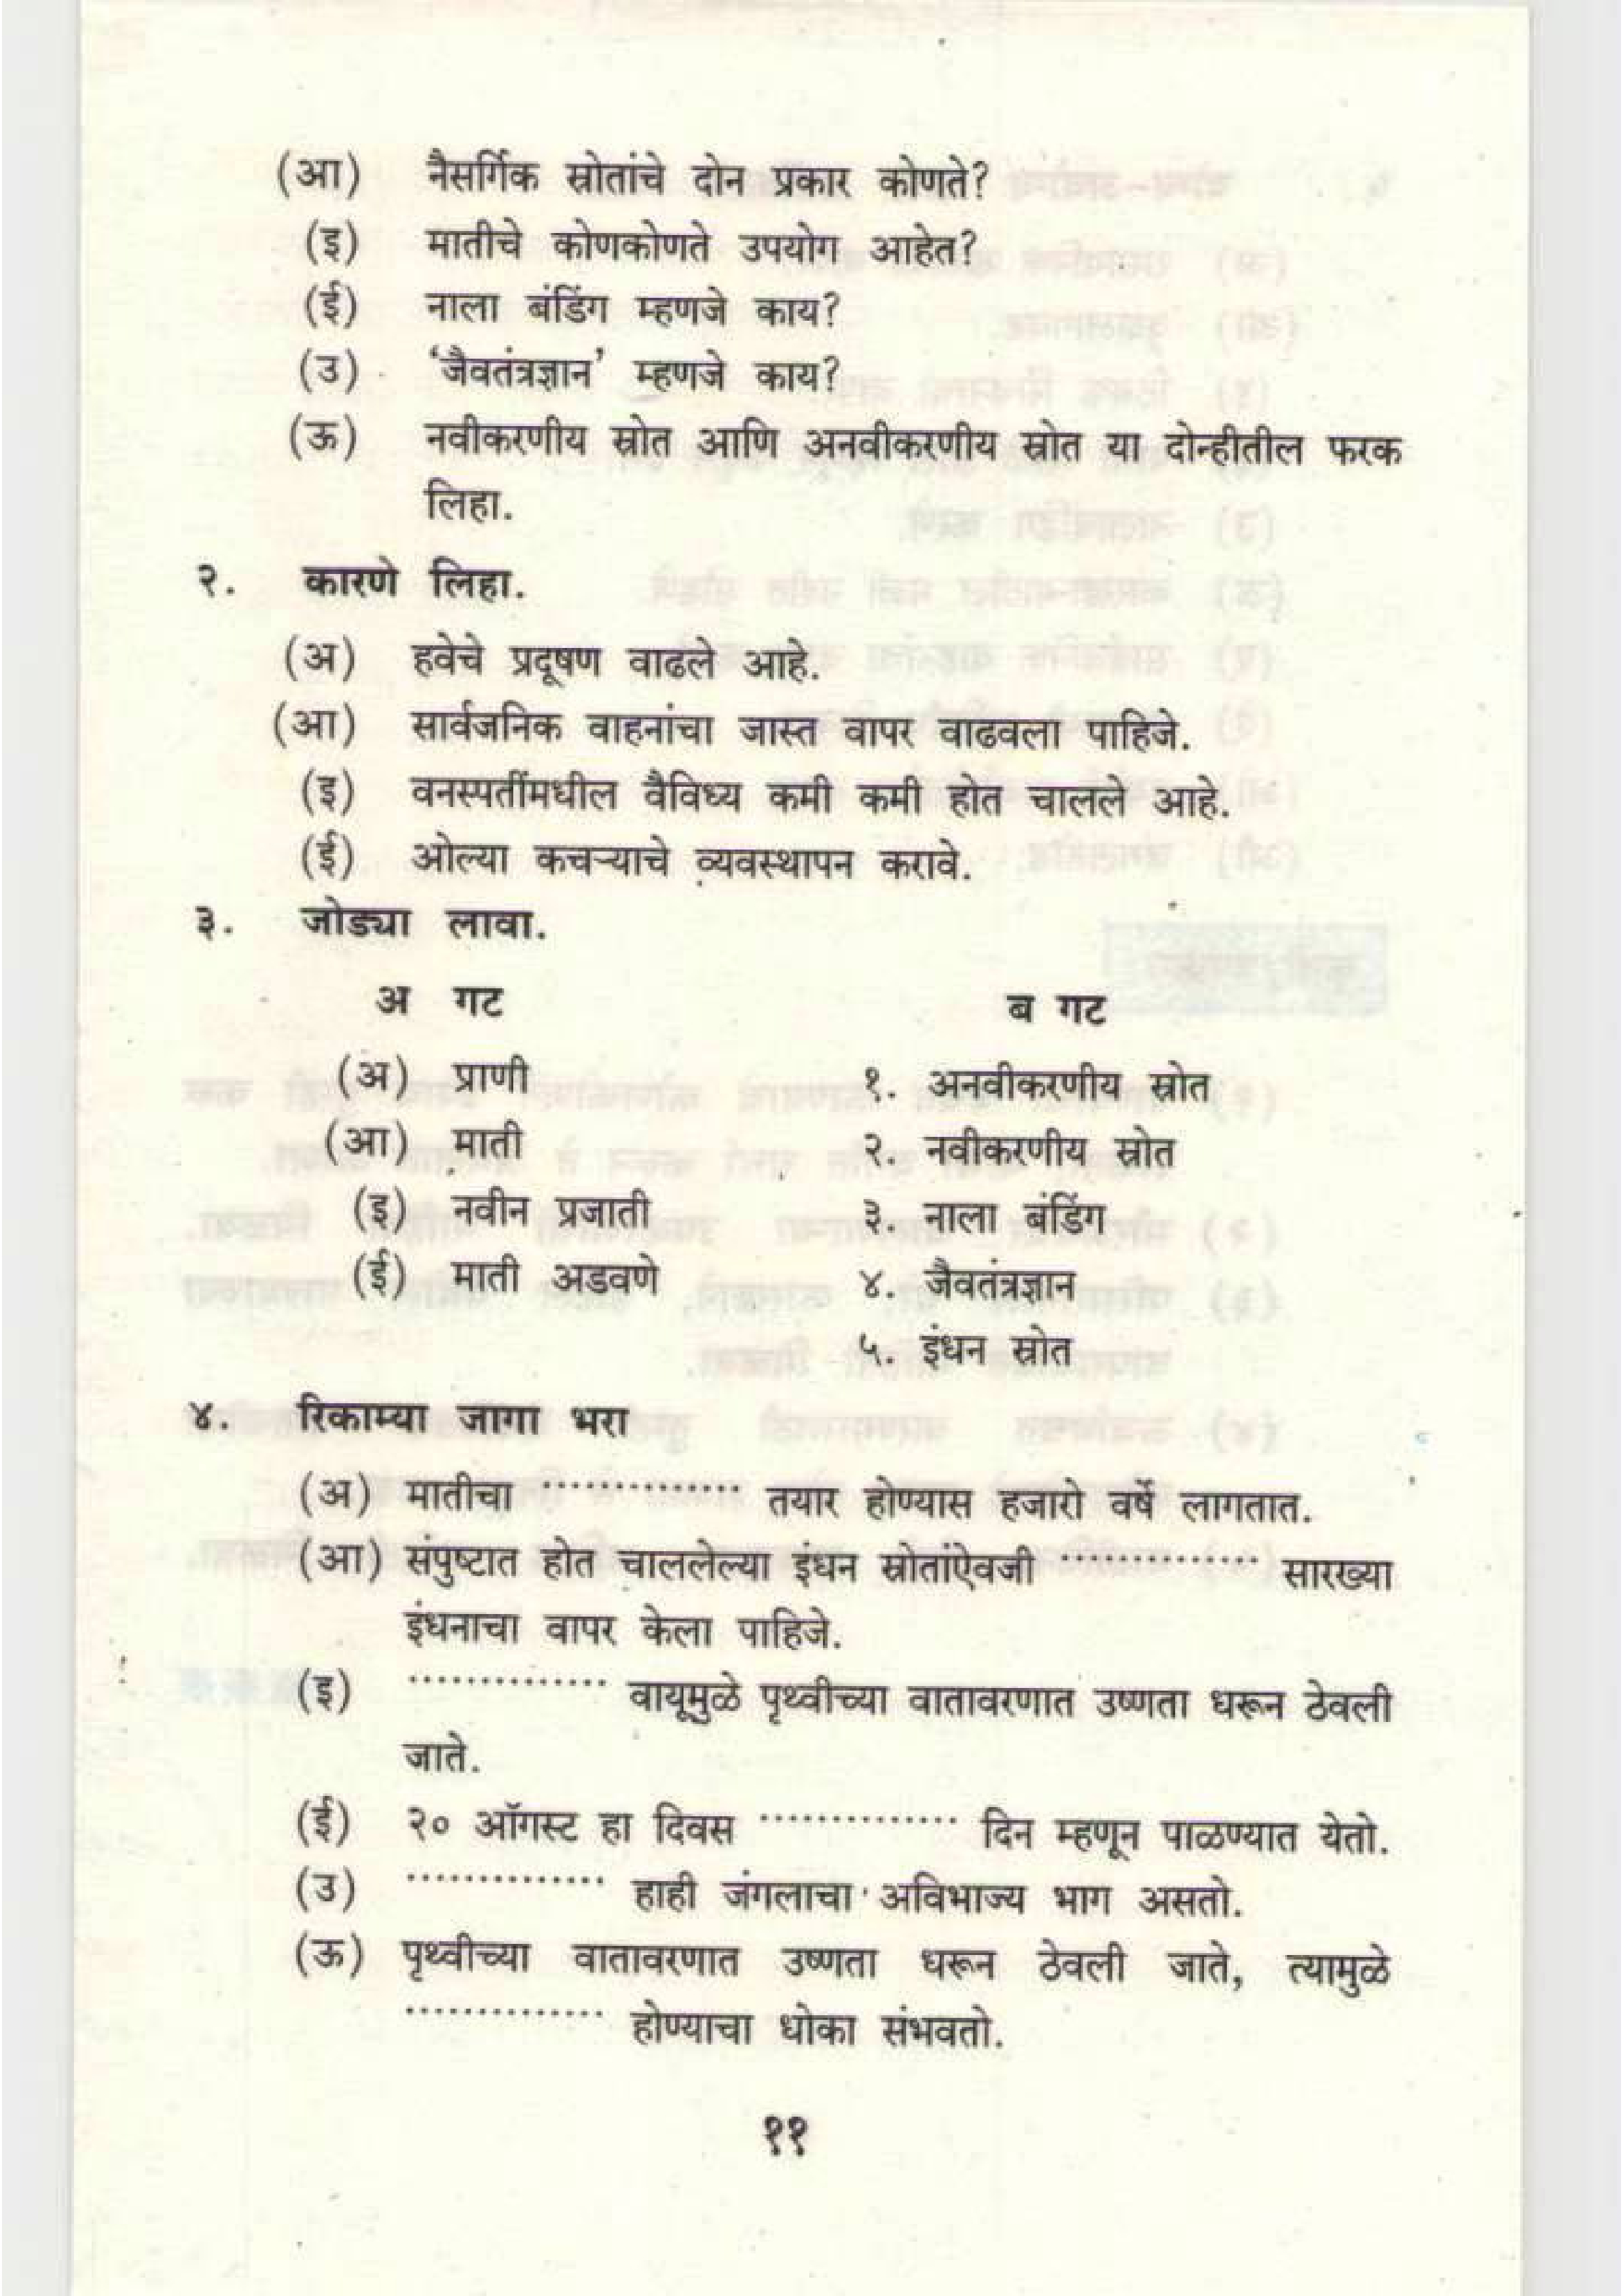 (आ) नैसर्गिक स्रोतांचे दोन प्रकार कोणते?
(इ) मातीचे कोणकोणते उपयोग आहेत?
(ई) नाला बंडिंग म्हणजे काय?
(उ) ‘जैवतंत्रज्ञान’ म्हणजे काय?
(ऊ) नवीकरणीय स्रोत आणि अनवीकरणीय स्रोत या दोन्हीतील फरक
लिहा.
२. कारणे लिहा.
(अ) हवेचे प्रदूषण वाढले आहे.
(आ) सार्वजनिक वाहनांचा जास्त वापर वाढवला पाहिजे.
(इ) वनस्पतींमधील वैविध्य कमी कमी होत चालले आहे.
(ई) ओल्या कचऱ्याचे व्यवस्थापन करावे.
३. जोड्या लावा.
अ गट ब गट
(अ) प्राणी १. अनवीकरणीय स्रोत
(आ) माती २. नवीकरणीय स्रोत
(इ) नवीन प्रजाती ३. नाला बंडिंग
(ई) माती अडवणे ४. जैवतंत्रज्ञान
५. इंधन स्रोत
४. रिकाम्या जागा भरा
(अ) मातीचा .............. तयार होण्यास हजारो वर्षे लागतात.
(आ) संपुष्टात होत चाललेल्या इंधन स्रोतांऐवजी .............. सारख्या
इंधनाचा वापर केला पाहिजे.
(इ) .............. वायूमुळे पृथ्वीच्या वातावरणात उष्णता धरून ठेवली
जाते.
(ई) २० ऑगस्ट हा दिवस .............. दिन म्हणून पाळण्यात येतो.
(उ) .............. हाही जंगलाचा अविभाज्य भाग असतो.
(ऊ) पृथ्वीच्या वातावरणात उष्णता धरून ठेवली जाते, त्यामुळे
.............. होण्याचा धोका संभवतो.
११